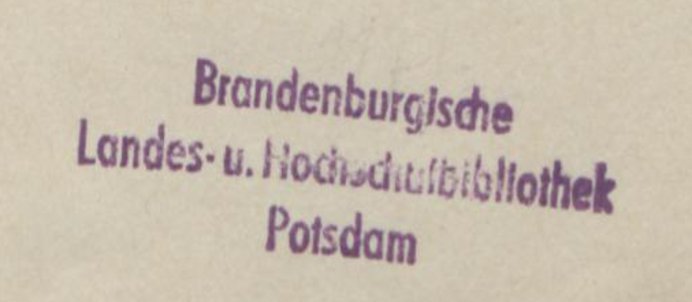 Brandenburgische
Landes- u. Hochschulbibliothek
Potsdam